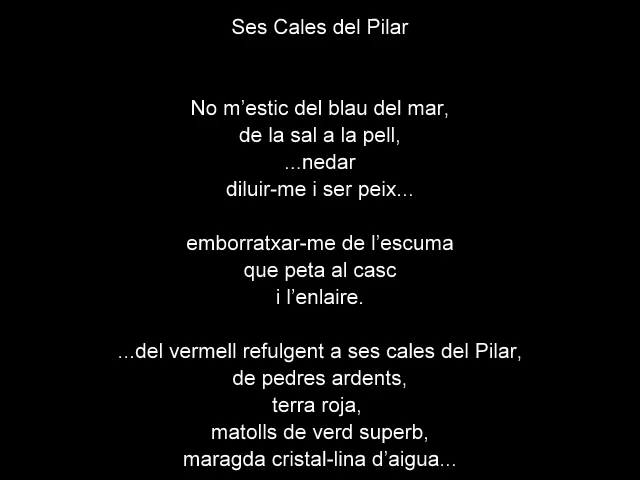 Ses Cales del Pilar
No m’estic del blau del mar,
de la sal a la pell,
...nedar
diluir-me i ser peix...
emborratxar-me de l’escuma
que peta al casc
i l’enlaire.
...del vermell refulgent a ses cales del Pilar,
de pedres ardents,
terra roja,
matolls de verd superb,
maragda cristal-lina d’aigua...